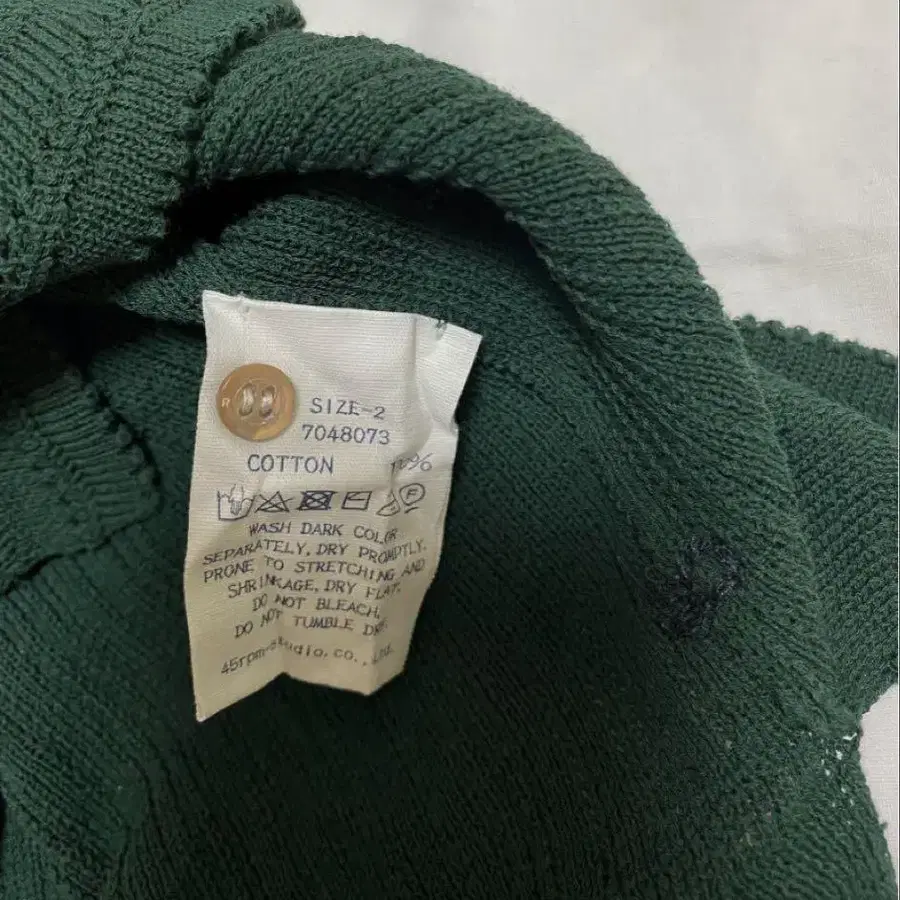 R
SIZE-2
7048073
COTTON
F
WASH DARK COLOR
SEPARATELY, DRY PROMPTLY.
PRONE TO STRETCHING AND
SHRINKAGE, DRY FLAT.
DO NOT BLEACH,
DO NOT TUMBLE DRY.
45rpm-studio.co.,Ltd.